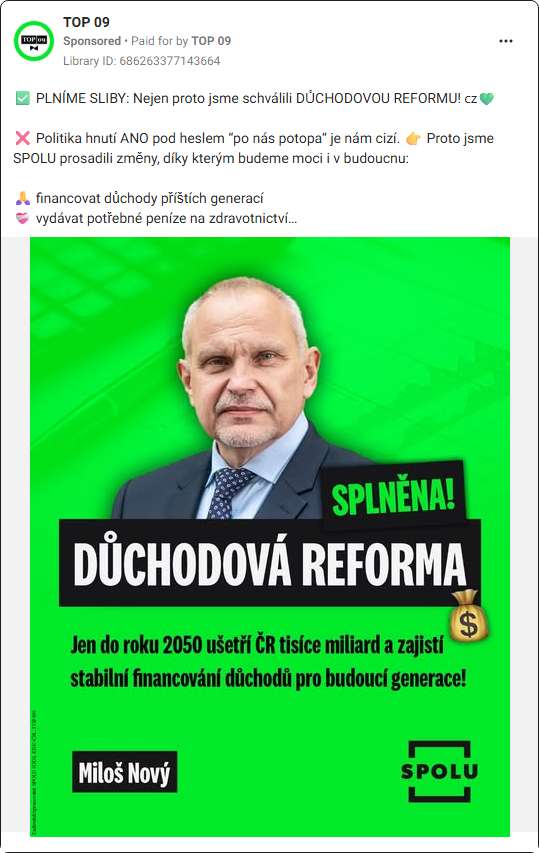 TOP 09
TOP 09
Sponsored • Paid for by TOP 09
Library ID: 686263377143664
✅ PLNÍME SLIBY: Nejen proto jsme schválili DŮCHODOVOU REFORMU! cz💚
❌ Politika hnutí ANO pod heslem “po nás potopa“ je nám cizí. 👉 Proto jsme
SPOLU prosadili změny, díky kterým budeme moci i v budoucnu:
🙏 financovat důchody příštích generací
💝 vydávat potřebné peníze na zdravotnictví…
SPLNĚNA!
DŮCHODOVÁ REFORMA
Jen do roku 2050 ušetří ČR tisíce miliard a zajistí
stabilní financování důchodů pro budoucí generace!
Miloš Nový
SPOLU